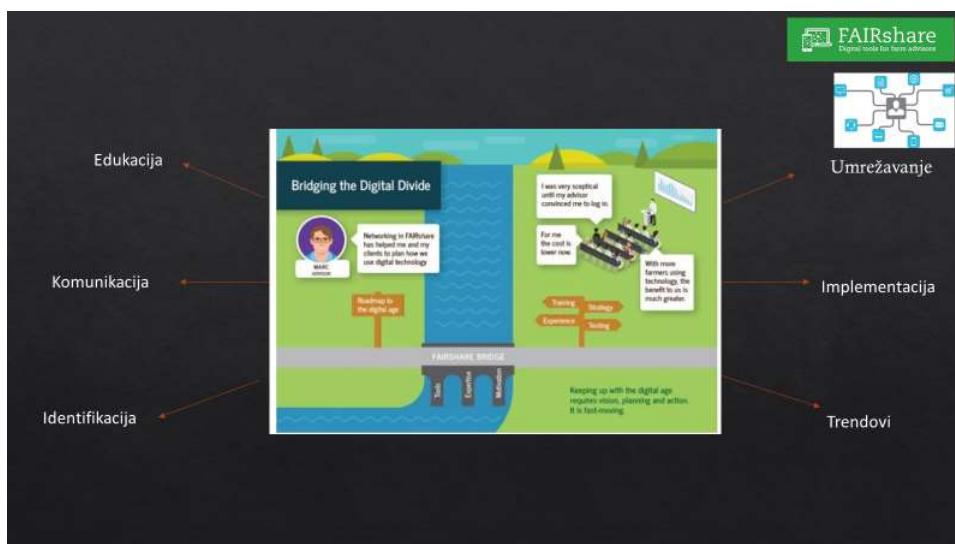 FAIRshare
Digital tools for farm advisors
Umrežavanje
Edukacija
Komunikacija
Identifikacija
Bridging the Digital Divide
Networking in FAIRshare
has helped me and my
clients to plan how we
use digital technology
MARC
ADVISOR
I was very sceptical
until my advisor
convinced me to log in.
For me
the cost is
lower now.
With more
farmers using
technology, the
benefit to us is
much greater.
Roadmap to
the digital age
Training
Strategy
Experience
Testing
FAIRSHARE BRIDGE
Tools
Expertise
Motivation
Keeping up with the digital age
requires vision, planning and action.
It is fast-moving.
Implementacija
Trendovi